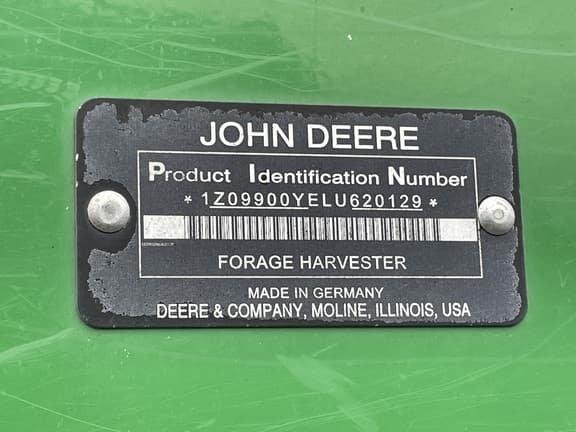 JOHN DEERE
Product Identification Number
* 1Z09900YELU620129 *
FORAGE HARVESTER
MADE IN GERMANY
DEERE & COMPANY, MOLINE, ILLINOIS, USA